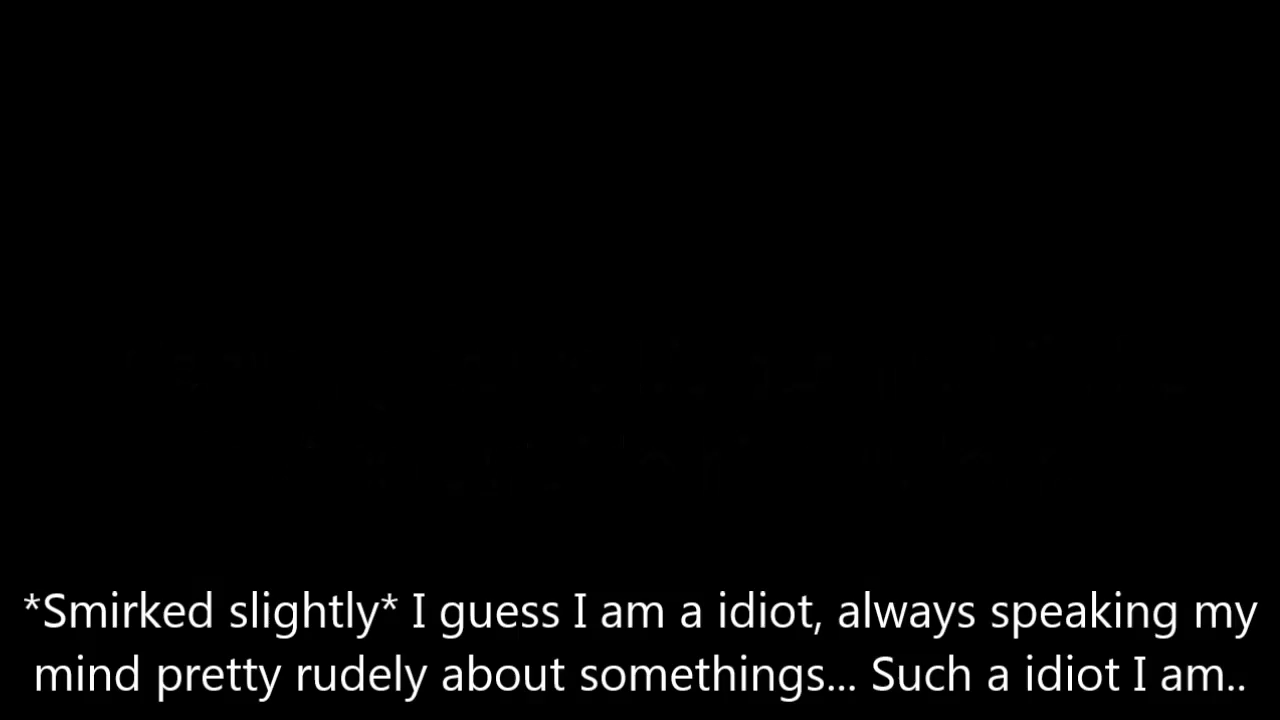 *Smirked slightly* I guess I am a idiot, always speaking my
mind pretty rudely about somethings... Such a idiot I am..